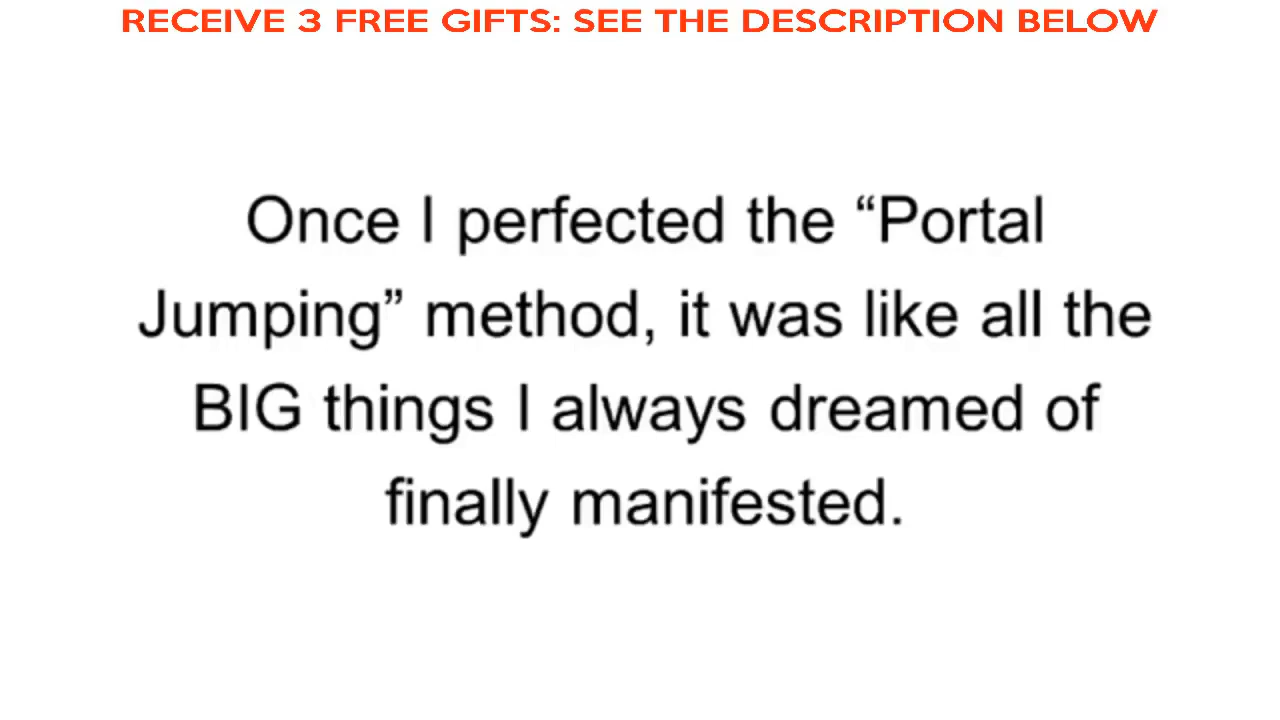 RECEIVE 3 FREE GIFTS: SEE THE DESCRIPTION BELOW
Once I perfected the “Portal
Jumping” method, it was like all the
BIG things I always dreamed of
finally manifested.